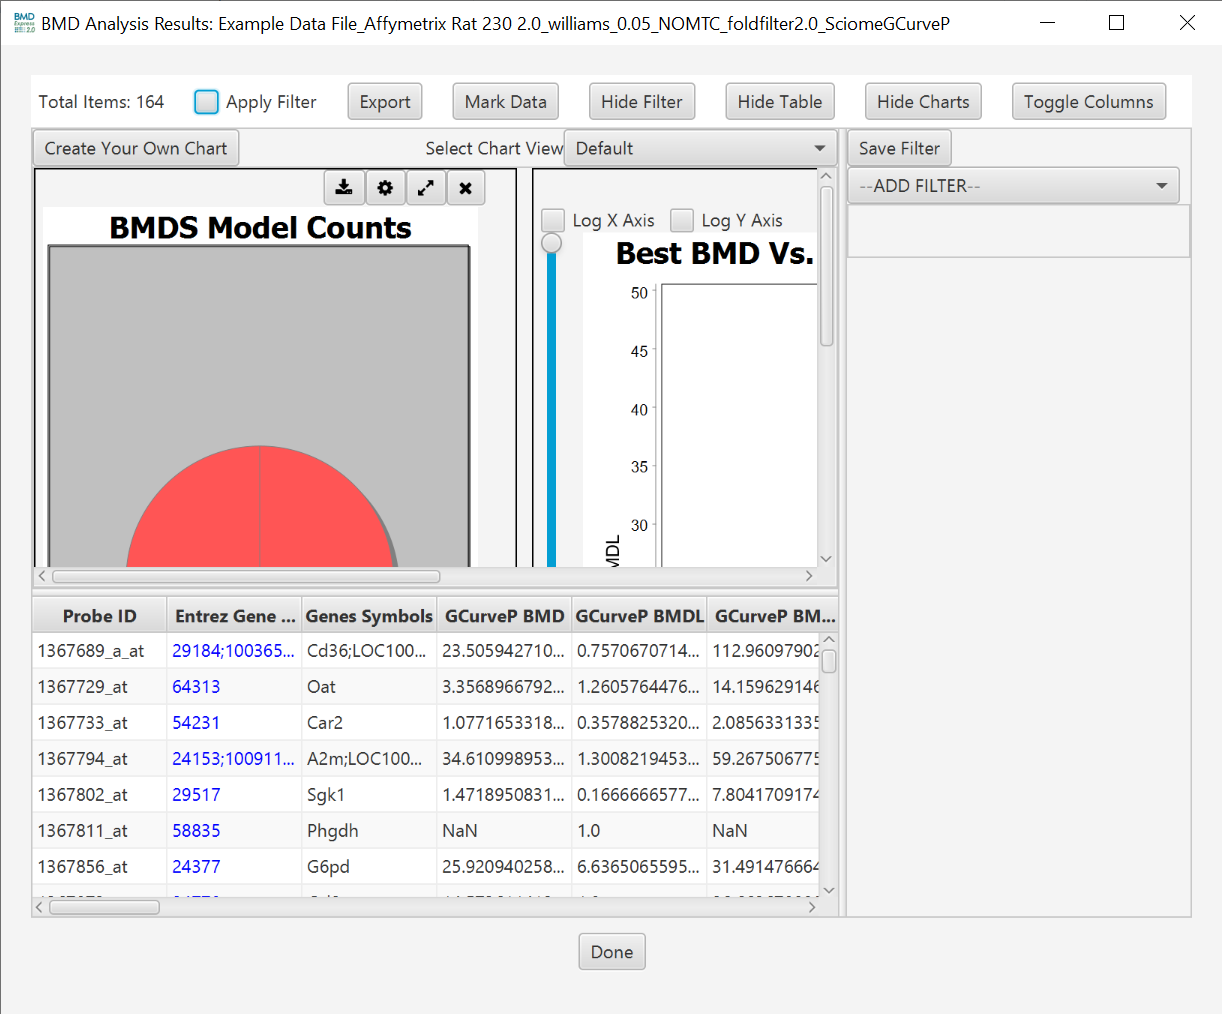 BMD Analysis Results: Example Data File_Affymetrix Rat 230 2.0_williams_0.05_NOMTC_foldfilter2.0_SciomeGCurveP
Total Items: 164 Apply Filter Export Mark Data Hide Filter Hide Table Hide Charts Toggle Columns
Create Your Own Chart Select Chart View Default Save Filter
--ADD FILTER--
BMDS Model Counts
Log X Axis Log Y Axis
Best BMD Vs.
50
45
40
35
30
MDL
Probe ID Entrez Gene ... Genes Symbols GCurveP BMD GCurveP BMDL GCurveP BM...
1367689_a_at 29184;100365... Cd36;LOC100... 23.505942710... 0.7570670714... 112.96097902
1367729_at 64313 Oat 3.3568966792... 1.2605764476... 14.159629146
1367733_at 54231 Car2 1.0771653318... 0.3578825320... 2.0856331335
1367794_at 24153;100911... A2m;LOC100... 34.610998953... 1.3008219453... 59.267506775
1367802_at 29517 Sgk1 1.4718950831... 0.1666666577... 7.8041709174
1367811_at 58835 Phgdh NaN 1.0 NaN
1367856_at 24377 G6pd 25.920940258... 6.6365065595... 31.491476664
Done